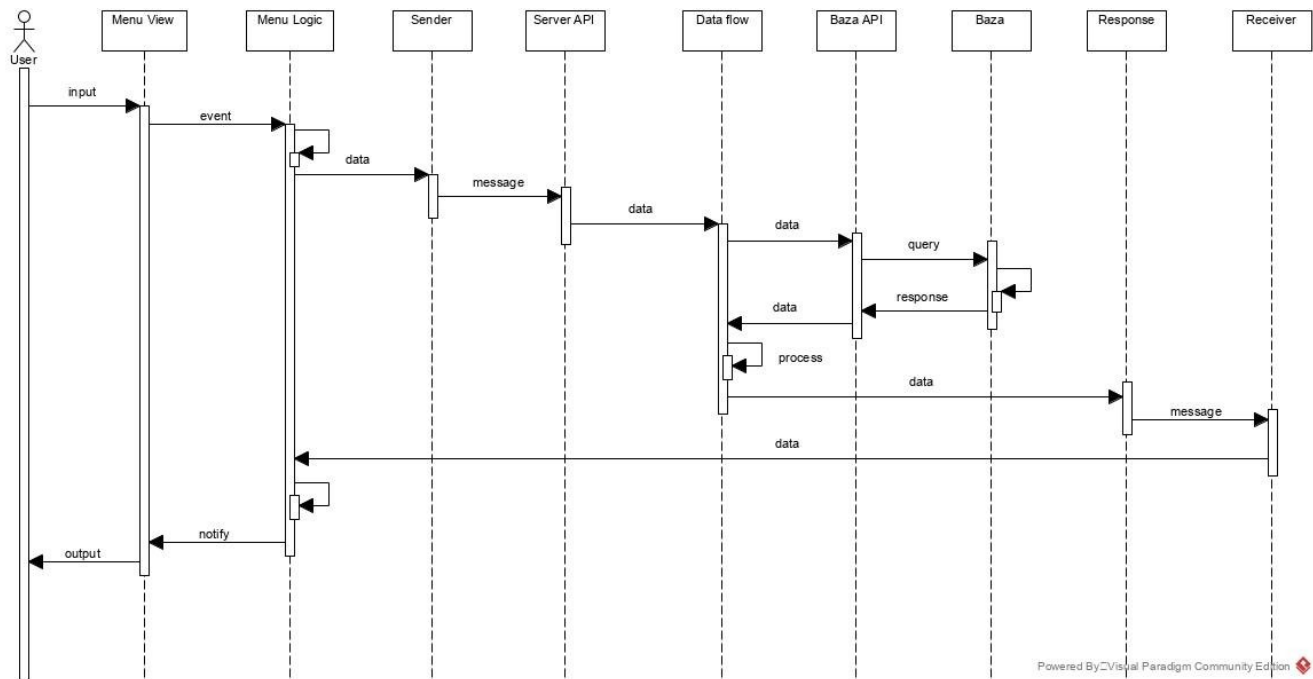 Menu View
Menu Logic
Sender
Server API
Data flow
Baza API
Baza
Response
Receiver
User
input
event
data
message
data
data
query
response
data
process
data
message
data
notify
output
Powered By Visual Paradigm Community Edition